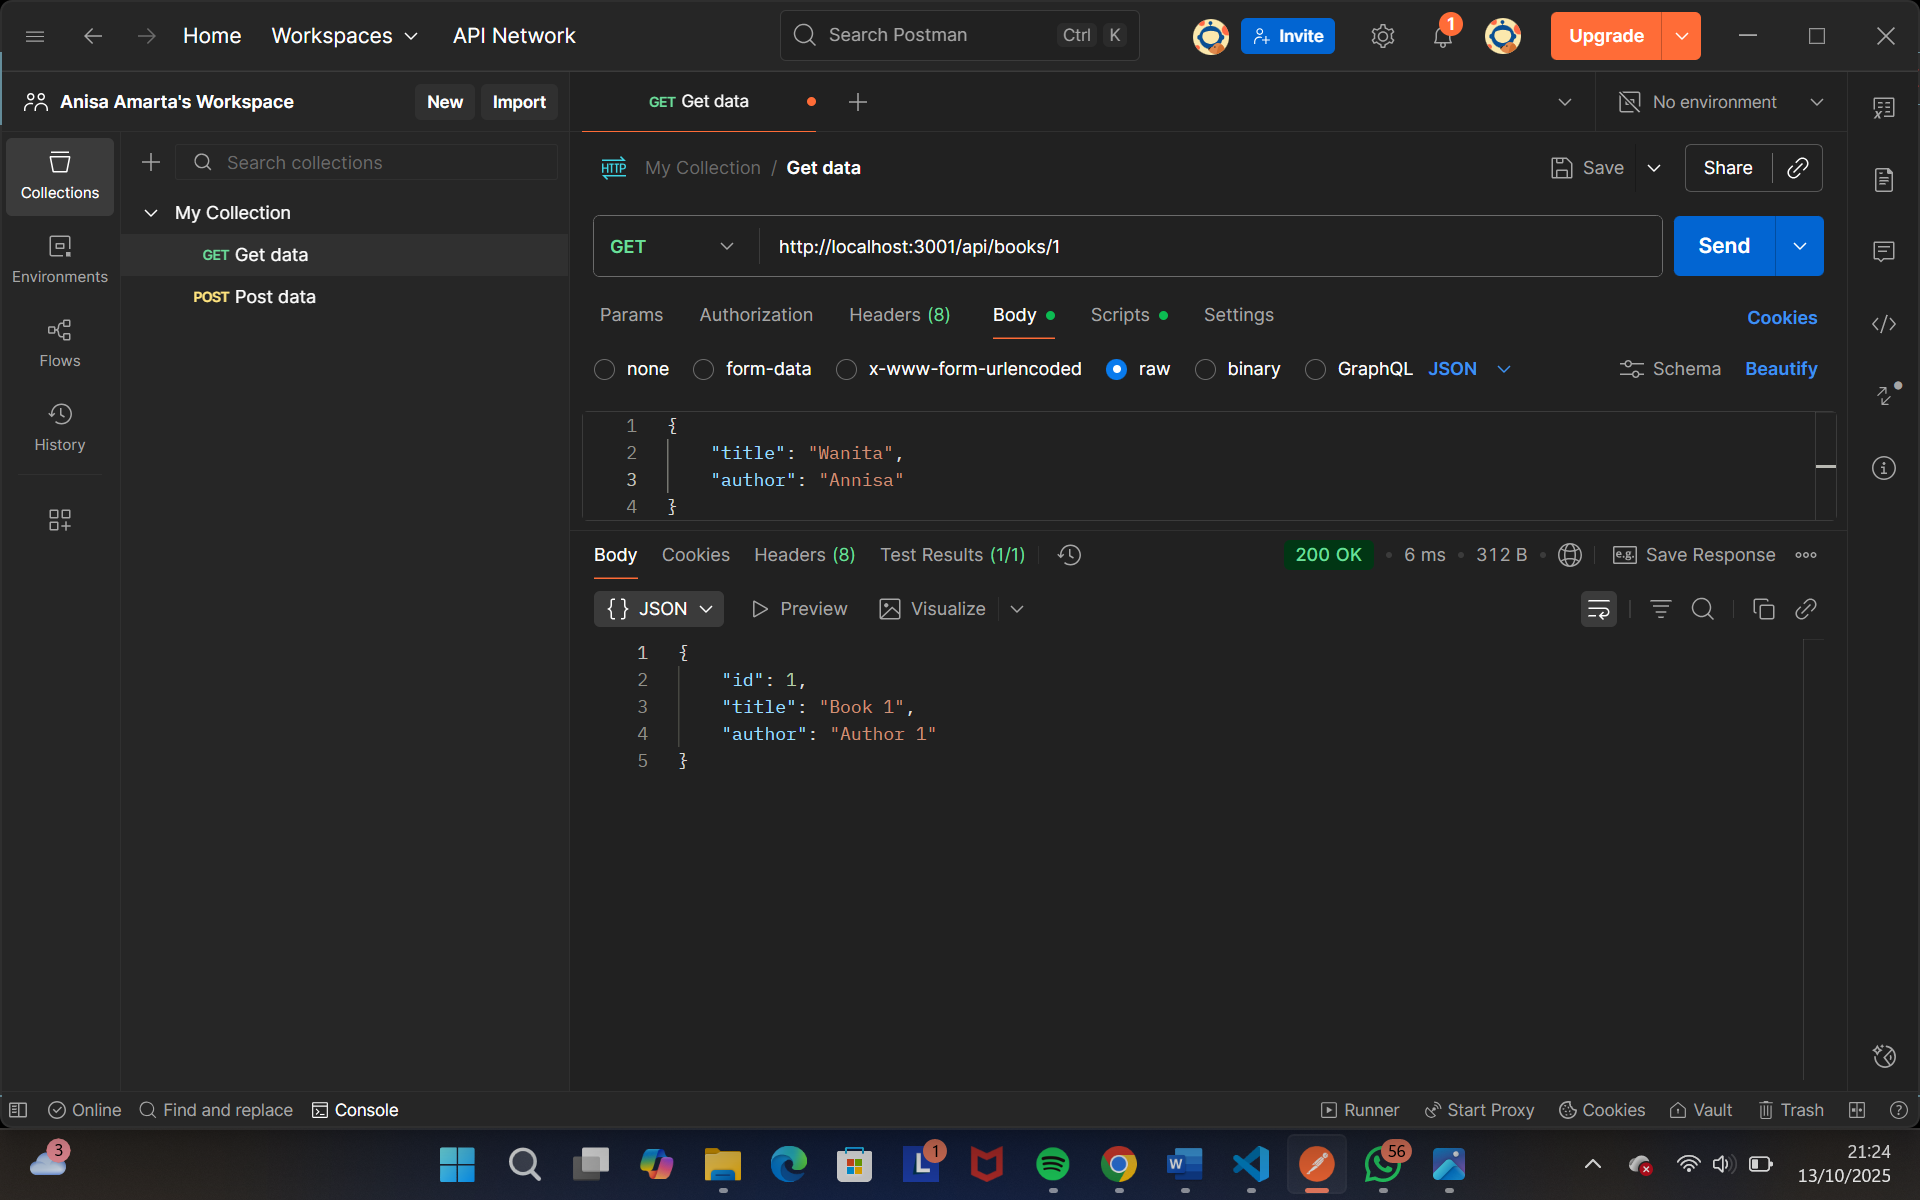 Home Workspaces API Network Search Postman Ctrl K Invite 1 Upgrade
Anisa Amarta's Workspace New Import GET Get data No environment
Collections
Search collections
My Collection / Get data Save Share
HTTP
My Collection
GET Get data
POST Post data
Environments
Flows
History
GET http://localhost:3001/api/books/1 Send
Params Authorization Headers (8) Body Scripts Settings Cookies
none form-data x-www-form-urlencoded raw binary GraphQL JSON Schema Beautify
1 {
2 "title": "Wanita",
3 "author": "Annisa"
4 }
Body Cookies Headers (8) Test Results (1/1) 200 OK • 6 ms • 312 B • e.g. Save Response
{} JSON Preview Visualize
1 {
2 "id": 1,
3 "title": "Book 1",
4 "author": "Author 1"
5 }
Online Find and replace Console Runner Start Proxy Cookies Vault Trash
3 L 1 W 56 21:24
13/10/2025